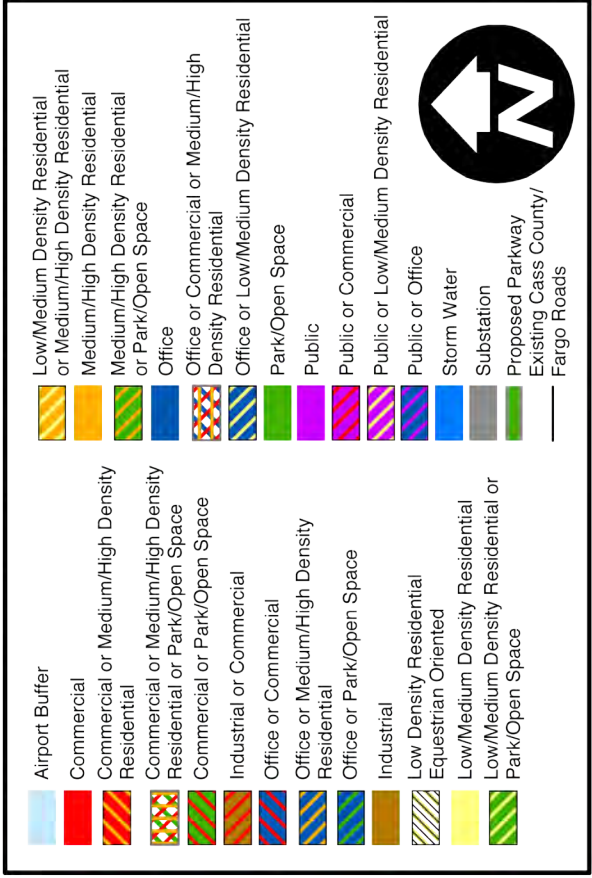 Airport Buffer
Commercial
Commercial or Medium/High Density
Residential
Commercial or Medium/High Density
Residential or Park/Open Space
Commercial or Park/Open Space
Industrial or Commercial
Office or Commercial
Office or Medium/High Density
Residential
Office or Park/Open Space
Industrial
Low Density Residential
Equestrian Oriented
Low/Medium Density Residential
Low/Medium Density Residential or
Park/Open Space
Low/Medium Density Residential
or Medium/High Density Residential
Medium/High Density Residential
Medium/High Density Residential
or Park/Open Space
Office
Office or Commercial or Medium/High
Density Residential
Office or Low/Medium Density Residential
Park/Open Space
Public
Public or Commercial
Public or Low/Medium Density Residential
Public or Office
Storm Water
Substation
Proposed Parkway
Existing Cass County/
Fargo Roads
N